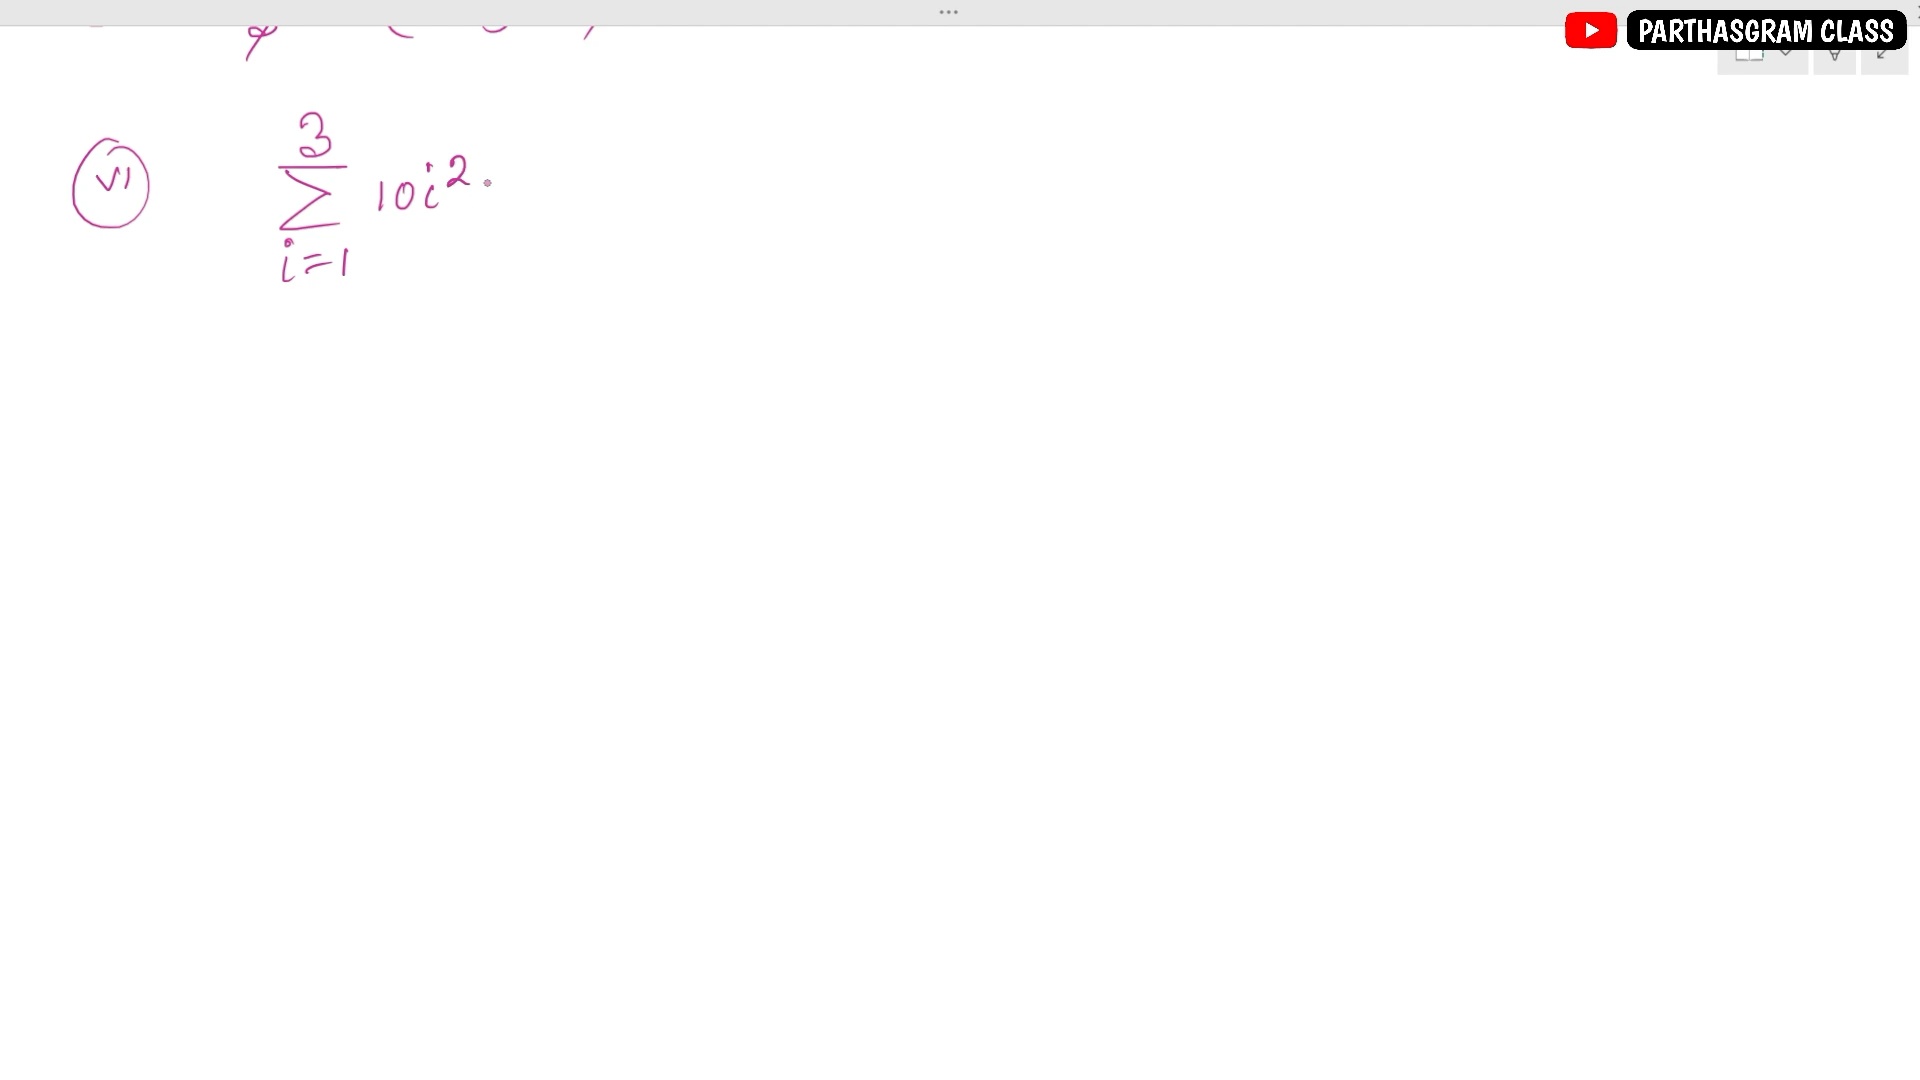 PARTHASGRAM CLASS
vi 3
∑ 10i²
i=1